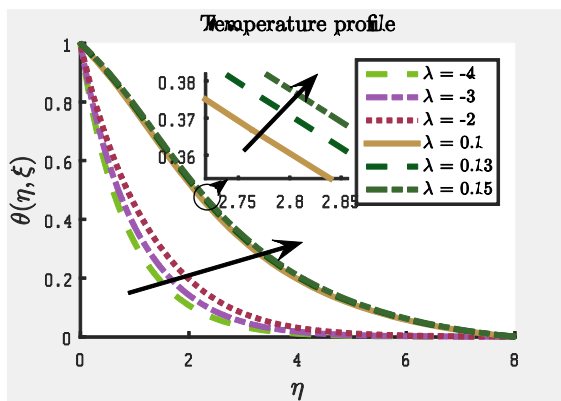 Temperature profile
θ(η,ξ)
1
0.8
0.6
0.4
0.2
0
0
2
4
6
8
η
0.38
0.37
0.36
2.75
2.8
2.85
λ = -4
λ = -3
λ = -2
λ = 0.1
λ = 0.13
λ = 0.15